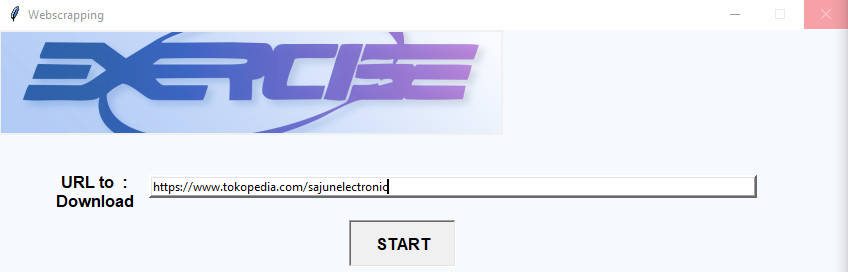 Webscrapping
EXERCISE
URL to :
Download
https://www.tokopedia.com/sajunelectronic
START